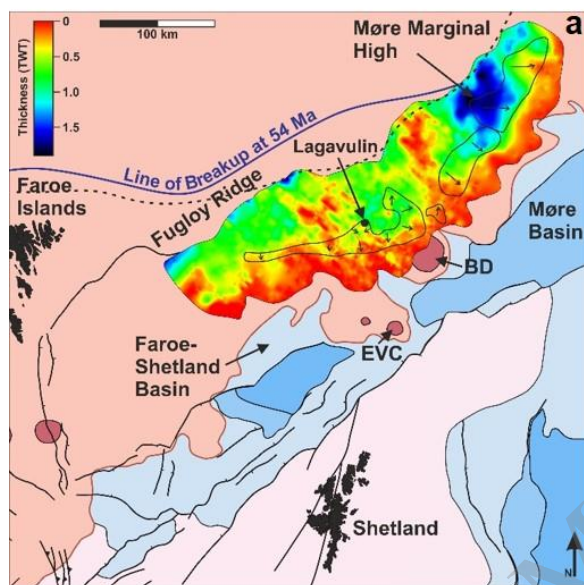 a
0
0.5
1.0
1.5
Thickness (TWT)
100 km
Møre Marginal
High
Line of Breakup at 54 Ma
Lagavulin
Faroe
Islands
Fugloy Ridge
Møre
Basin
BD
EVC
Faroe-
Shetland
Basin
Shetland
N